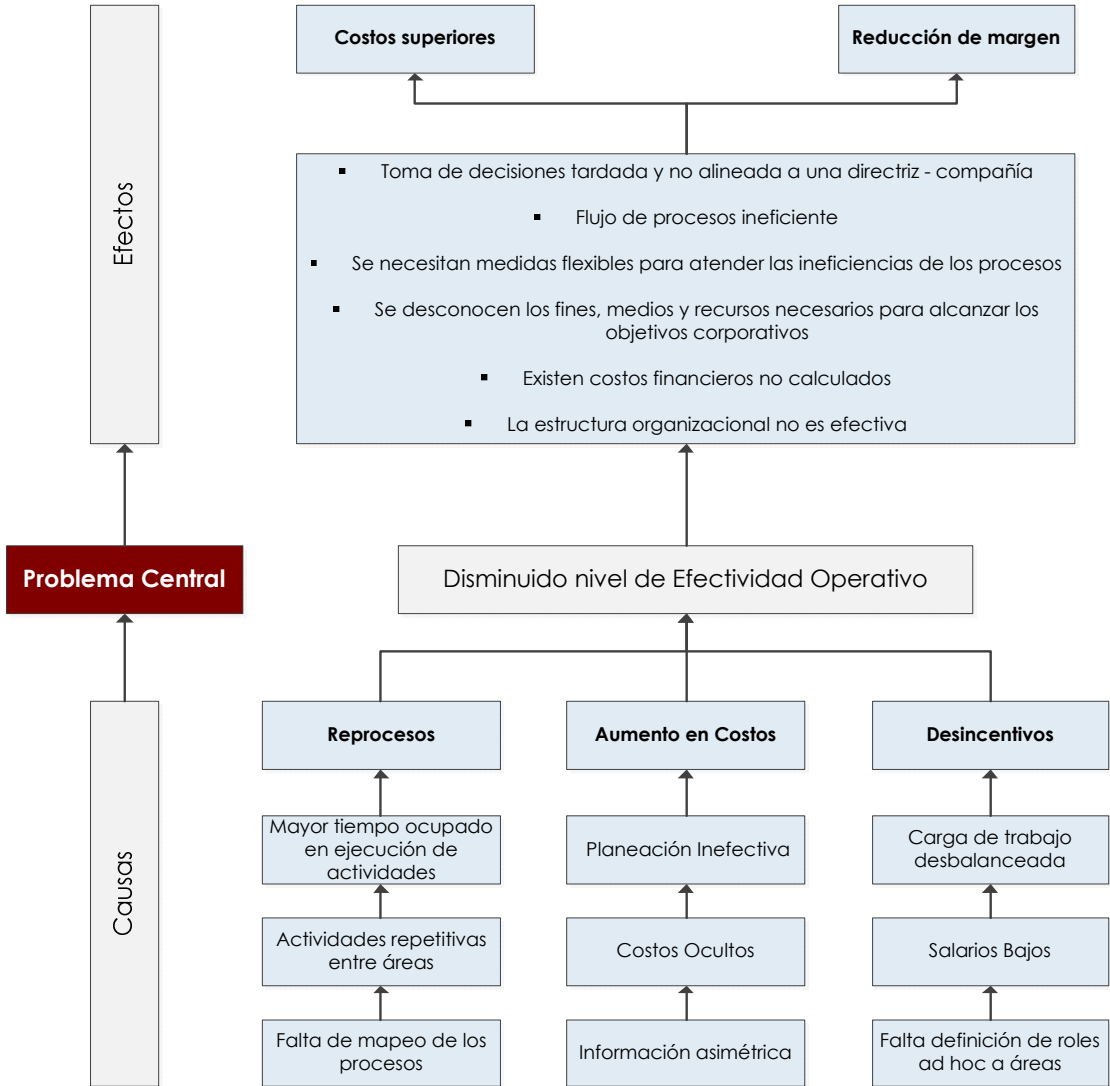 Efectos
Costos superiores
Reducción de margen
▪ Toma de decisiones tardada y no alineada a una directriz - compañía
▪ Flujo de procesos ineficiente
▪ Se necesitan medidas flexibles para atender las ineficiencias de los procesos
▪ Se desconocen los fines, medios y recursos necesarios para alcanzar los
objetivos corporativos
▪ Existen costos financieros no calculados
▪ La estructura organizacional no es efectiva
Problema Central
Disminuido nivel de Efectividad Operativo
Causas
Reprocesos
Aumento en Costos
Desincentivos
Mayor tiempo ocupado
en ejecución de
actividades
Planeación Inefectiva
Carga de trabajo
desbalanceada
Actividades repetitivas
entre áreas
Costos Ocultos
Salarios Bajos
Falta de mapeo de los
procesos
Información asimétrica
Falta definición de roles
ad hoc a áreas